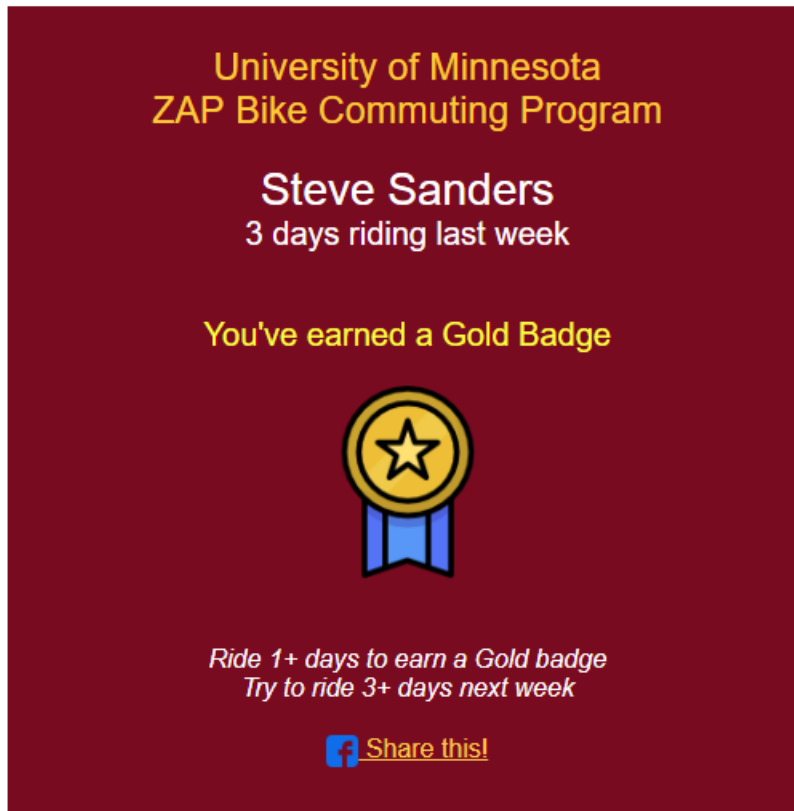 University of Minnesota
ZAP Bike Commuting Program
Steve Sanders
3 days riding last week
You've earned a Gold Badge
Ride 1+ days to earn a Gold badge
Try to ride 3+ days next week
Share this!